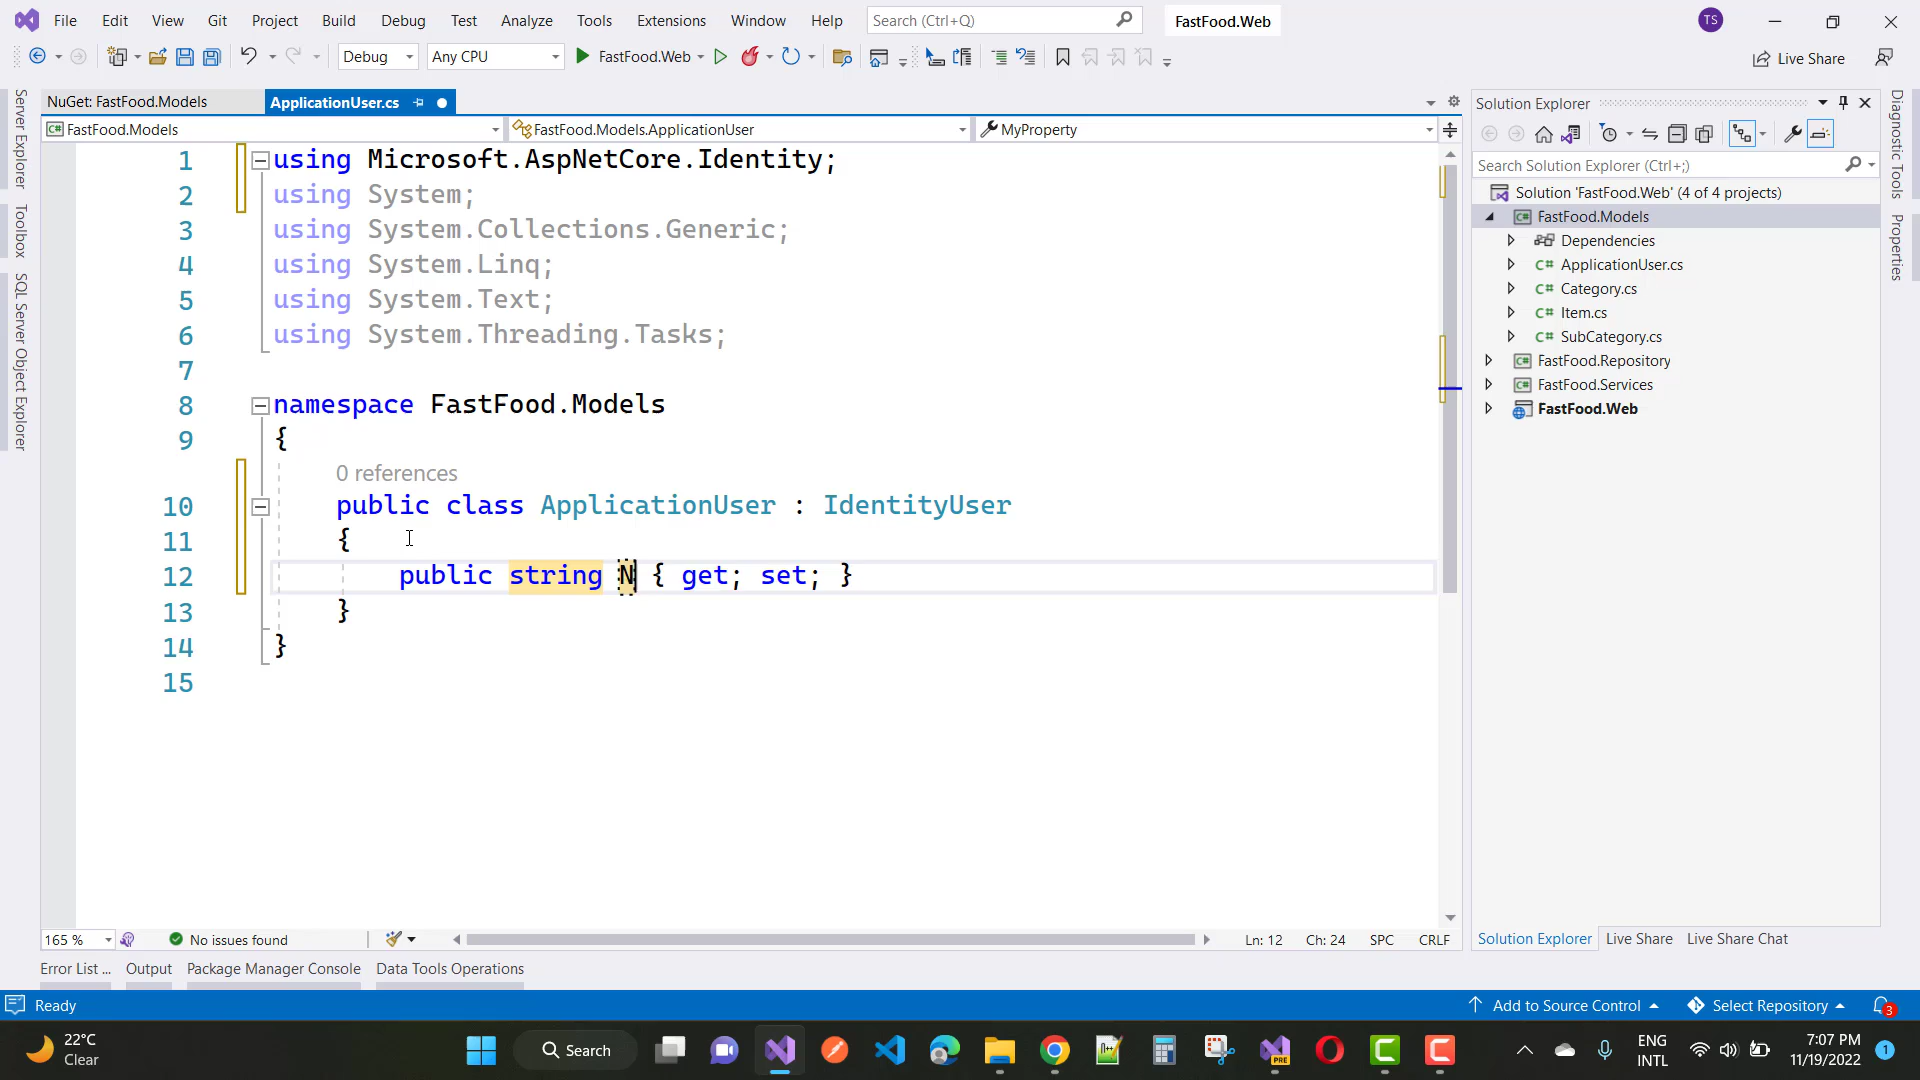 File Edit View Git Project Build Debug Test Analyze Tools Extensions Window Help Search (Ctrl+Q) FastFood.Web TS
Debug Any CPU FastFood.Web Live Share
NuGet: FastFood.Models ApplicationUser.cs
FastFood.Models FastFood.Models.ApplicationUser MyProperty
1 using Microsoft.AspNetCore.Identity;
2 using System;
3 using System.Collections.Generic;
4 using System.Linq;
5 using System.Text;
6 using System.Threading.Tasks;
7
8 namespace FastFood.Models
9 {
0 references
10 public class ApplicationUser : IdentityUser
11 {
12 public string N { get; set; }
13 }
14 }
15
165 % No issues found Ln: 12 Ch: 24 SPC CRLF
Error List ... Output Package Manager Console Data Tools Operations
Server Explorer
Toolbox
SQL Server Object Explorer
Solution Explorer
Search Solution Explorer (Ctrl+;)
Solution 'FastFood.Web' (4 of 4 projects)
C# FastFood.Models
Dependencies
C# ApplicationUser.cs
C# Category.cs
C# Item.cs
C# SubCategory.cs
C# FastFood.Repository
C# FastFood.Services
FastFood.Web
Solution Explorer Live Share Live Share Chat
Diagnostic Tools
Properties
Ready Add to Source Control Select Repository 3
22°C
Clear
Search
PRE
ENG
INTL
7:07 PM
11/19/2022
1